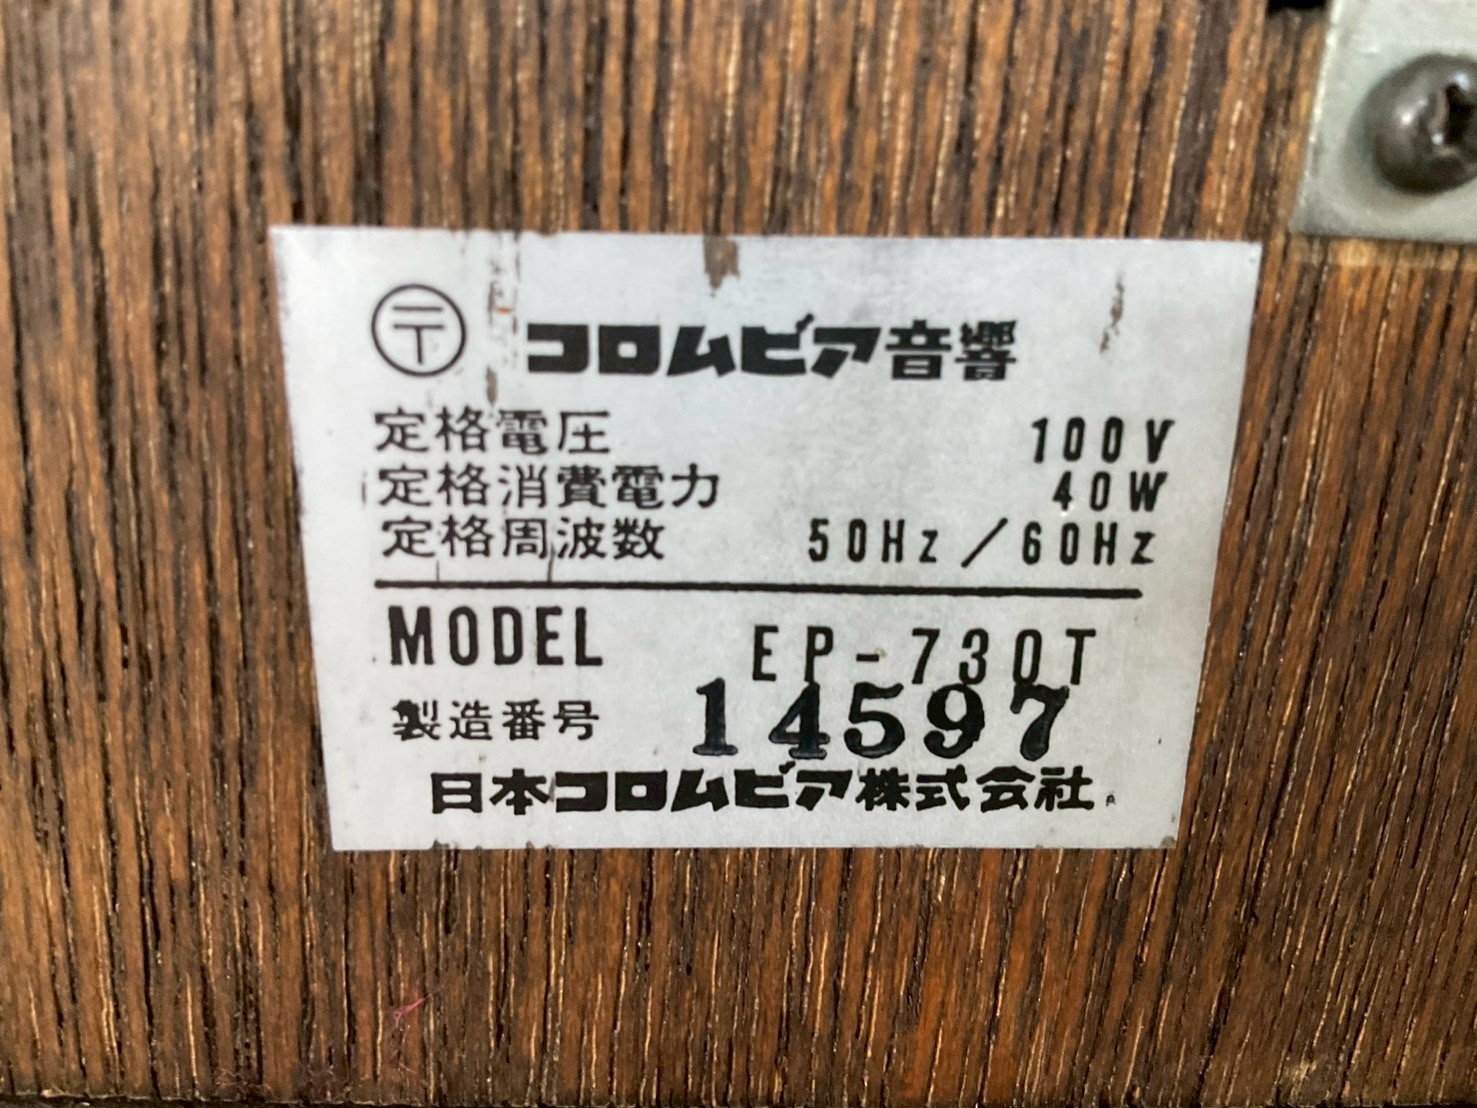 〶 コロムビア音響
定格電圧 100V
定格消費電力 40W
定格周波数 50Hz/60Hz
MODEL EP-730T
製造番号 14597
日本コロムビア株式会社